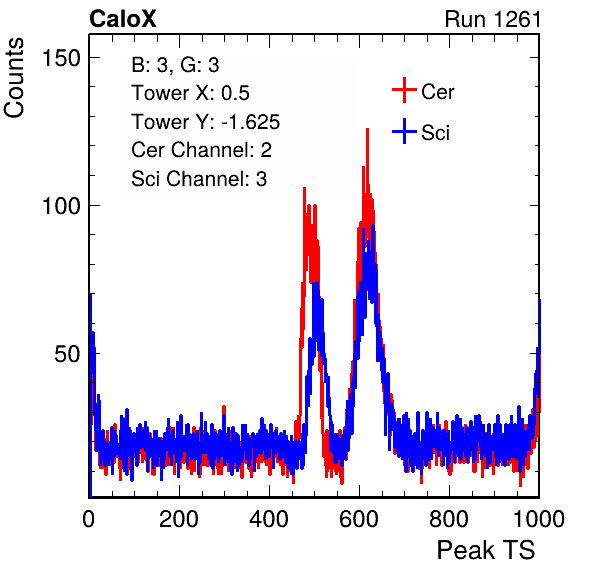 CaloX Run 1261
Counts
150
100
50
B: 3, G: 3
Tower X: 0.5
Tower Y: -1.625
Cer Channel: 2
Sci Channel: 3
Cer
Sci
0 200 400 600 800 1000
Peak TS